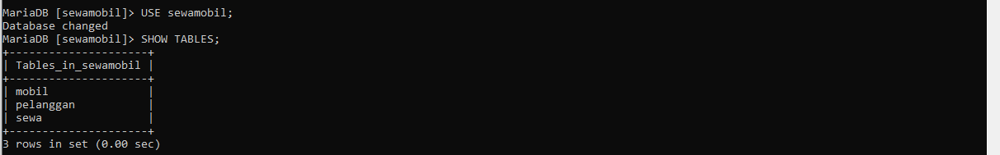 MariaDB [sewamobil]> USE sewamobil;
Database changed
MariaDB [sewamobil]> SHOW TABLES;
+---------------------+
| Tables_in_sewamobil |
+---------------------+
| mobil               |
| pelanggan           |
| sewa                |
+---------------------+
3 rows in set (0.00 sec)